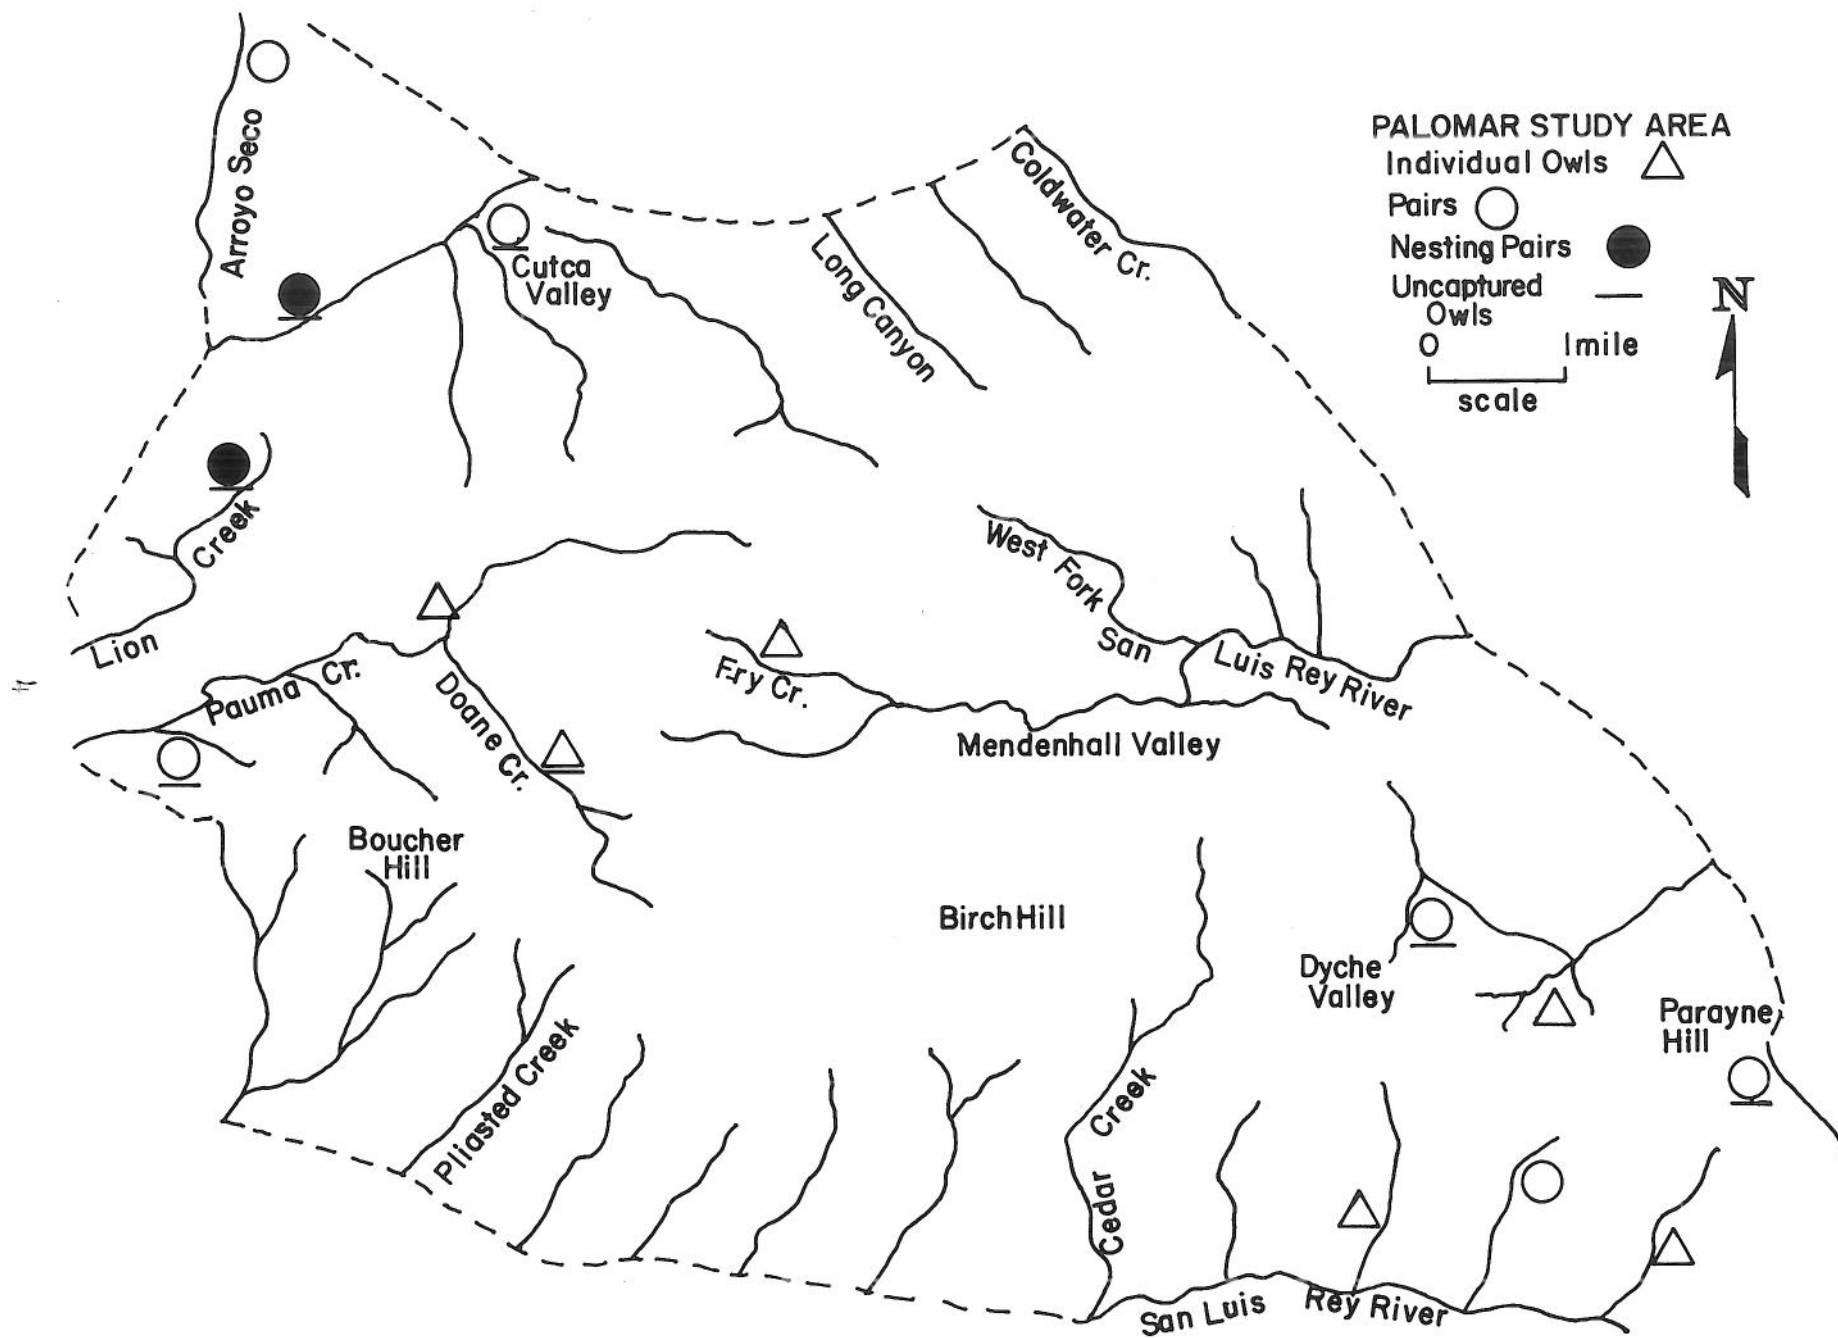 PALOMAR STUDY AREA
Individual Owls
Pairs
Nesting Pairs
Uncaptured
Owls
0 1mile
scale
N
Arroyo Seco
Cutca
Valley
Long Canyon
Coldwater Cr.
Lion Creek
Pauma Cr.
Doane Cr.
Fry Cr.
West Fork San Luis Rey River
Mendenhall Valley
Boucher
Hill
Birch Hill
Dyche
Valley
Parayne
Hill
Pliasted Creek
Cedar Creek
San Luis Rey River